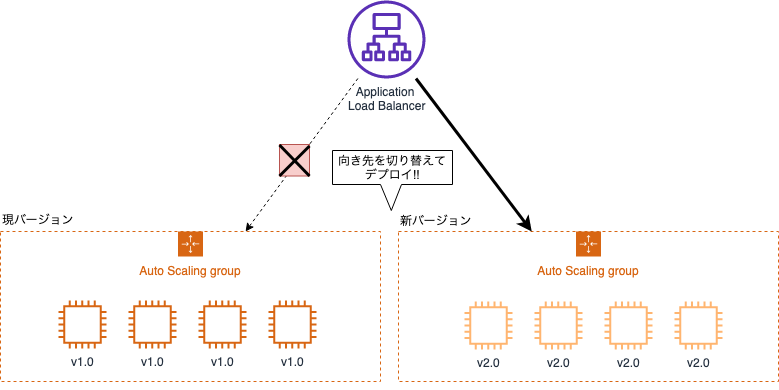 Application
Load Balancer
向き先を切り替えて
デプロイ!!
現バージョン
新バージョン
Auto Scaling group
Auto Scaling group
v1.0
v1.0
v1.0
v1.0
v2.0
v2.0
v2.0
v2.0